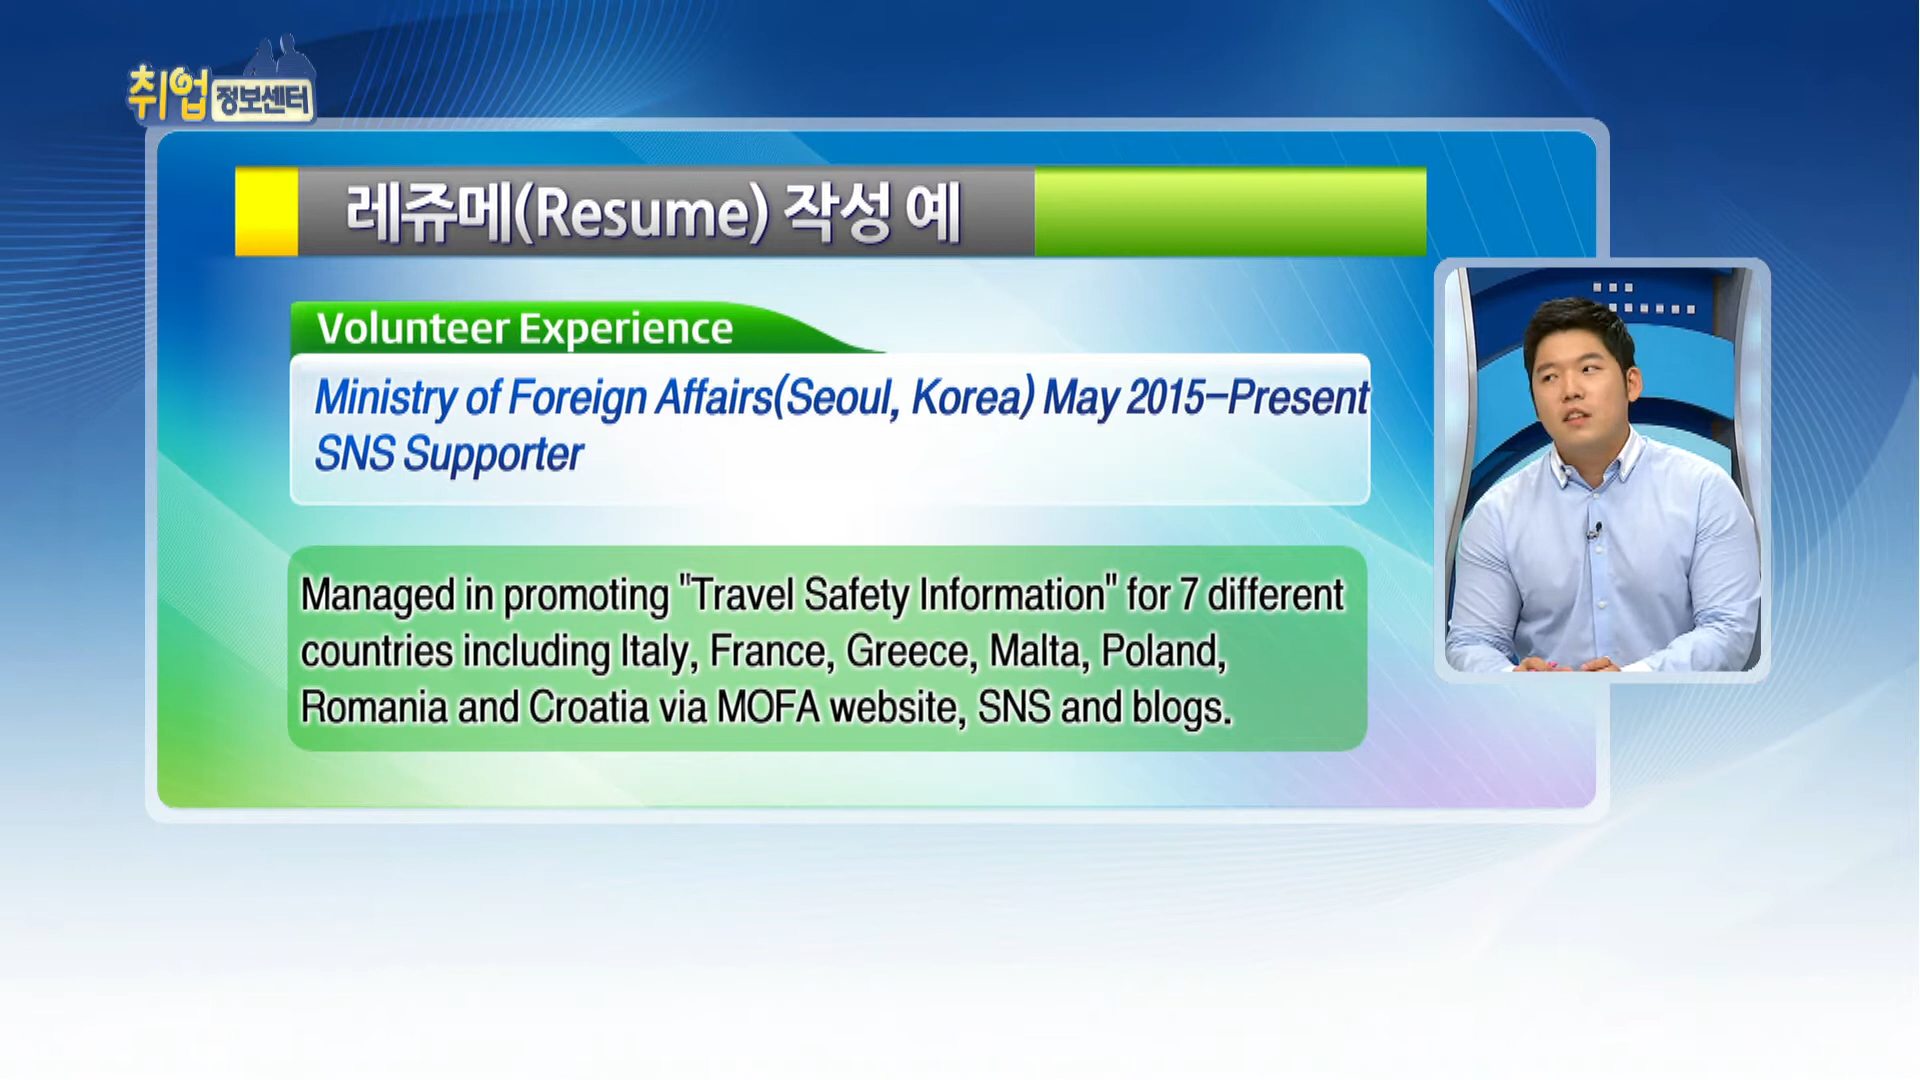 취업 정보센터
레쥬메(Resume) 작성 예
Volunteer Experience
Ministry of Foreign Affairs(Seoul, Korea) May 2015-Present
SNS Supporter
Managed in promoting "Travel Safety Information" for 7 different
countries including Italy, France, Greece, Malta, Poland,
Romania and Croatia via MOFA website, SNS and blogs.